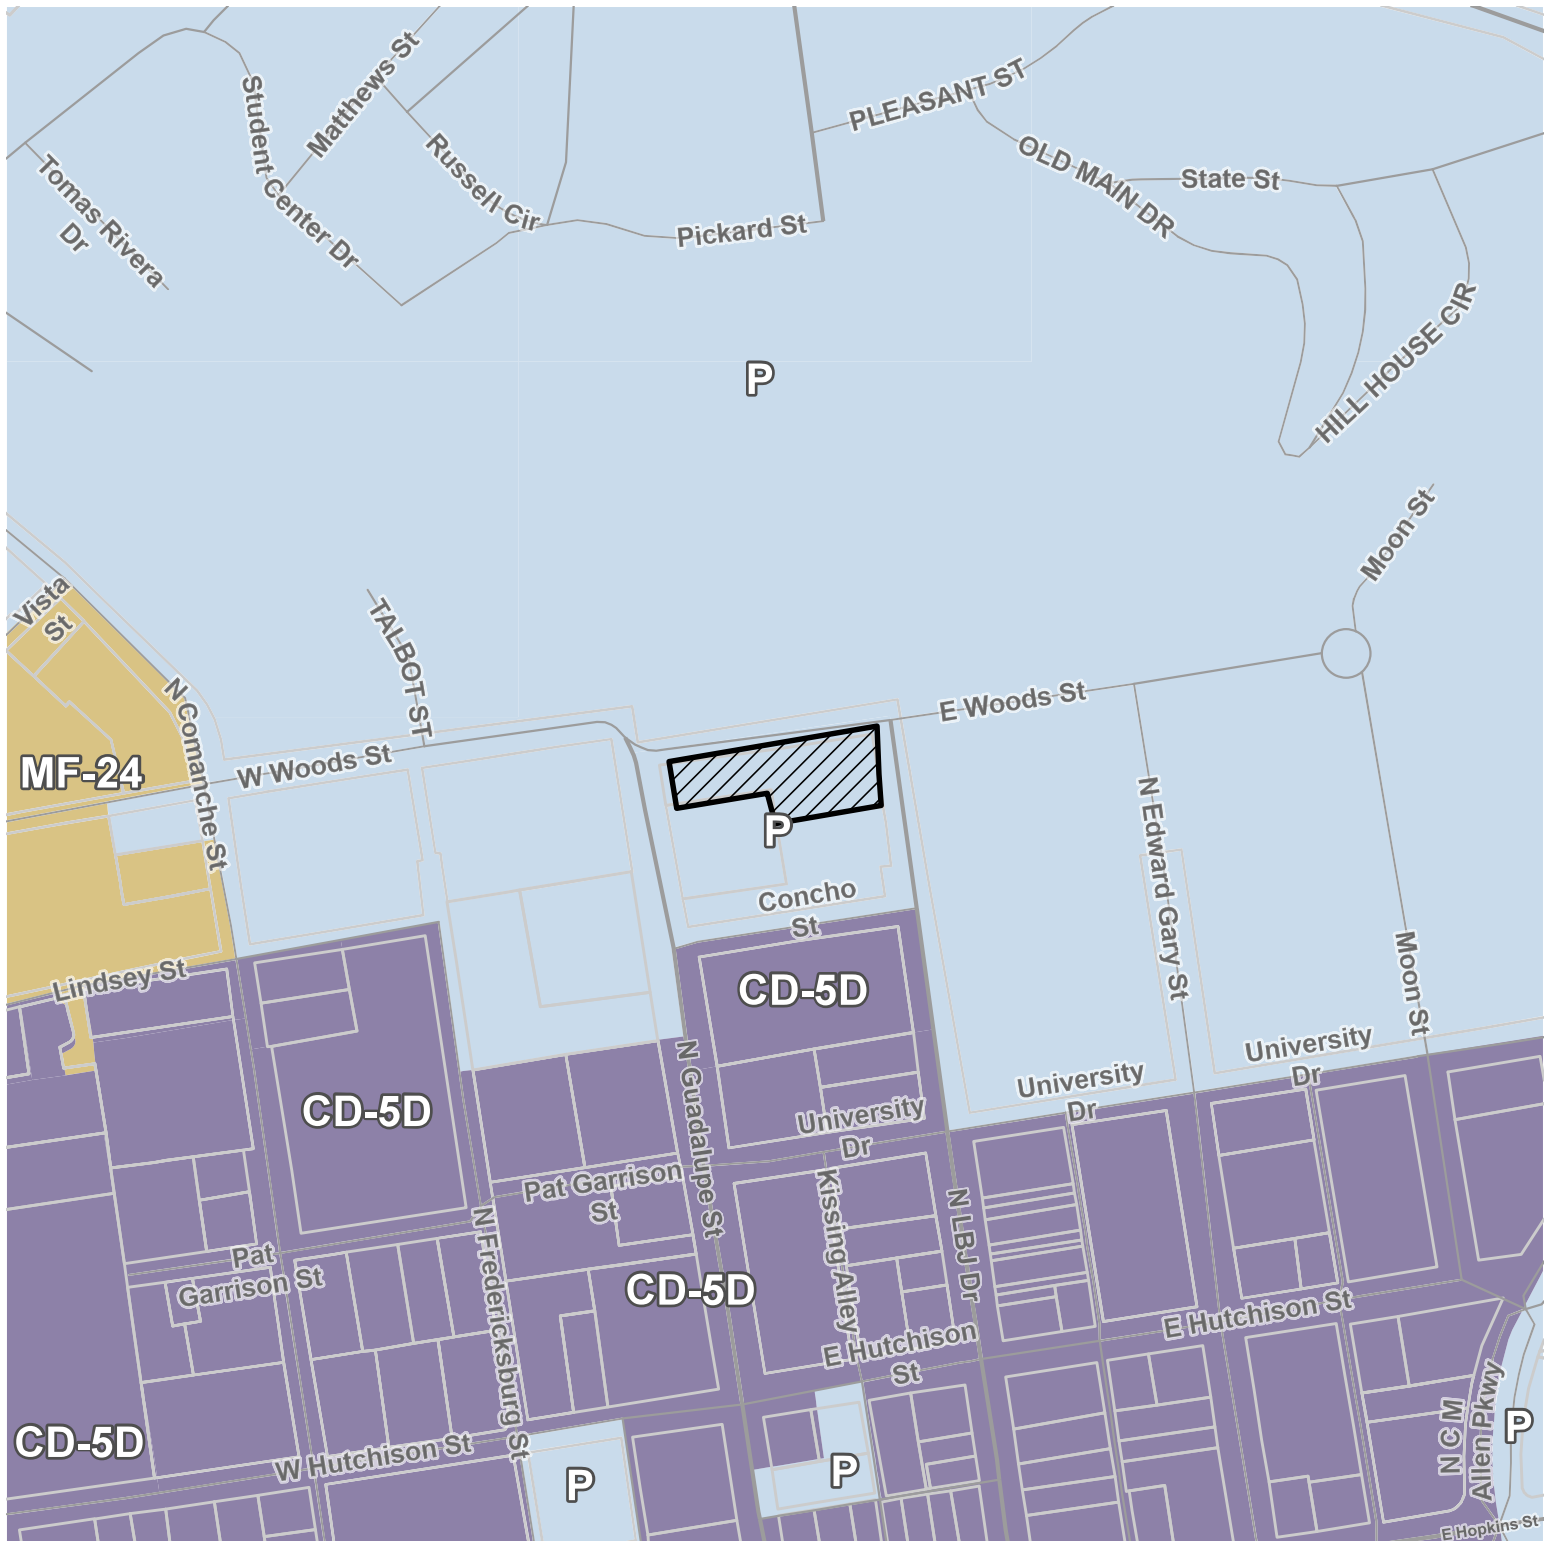 Matthews St
Student Center Dr
PLEASANT ST
Russell Cir
OLD MAIN DR
State St
Tomas Rivera
Dr
Pickard St
HILL HOUSE CIR
P
Moon St
Vista
St
TALBOT ST
N Comanche St
E Woods St
W Woods St
MF-24
P
N Edward Gary St
Concho
St
Lindsey St
CD-5D
Moon St
University
Dr
University
Dr
CD-5D
N Guadalupe St
University
Dr
Pat Garrison
St
Kissing Alley
N LBJ Dr
N Fredericksburg St
Pat
Garrison St
CD-5D
E Hutchison St
E Hutchison
St
N C M
Allen Pkwy
P
CD-5D
W Hutchison St
P
P
E Hopkins St